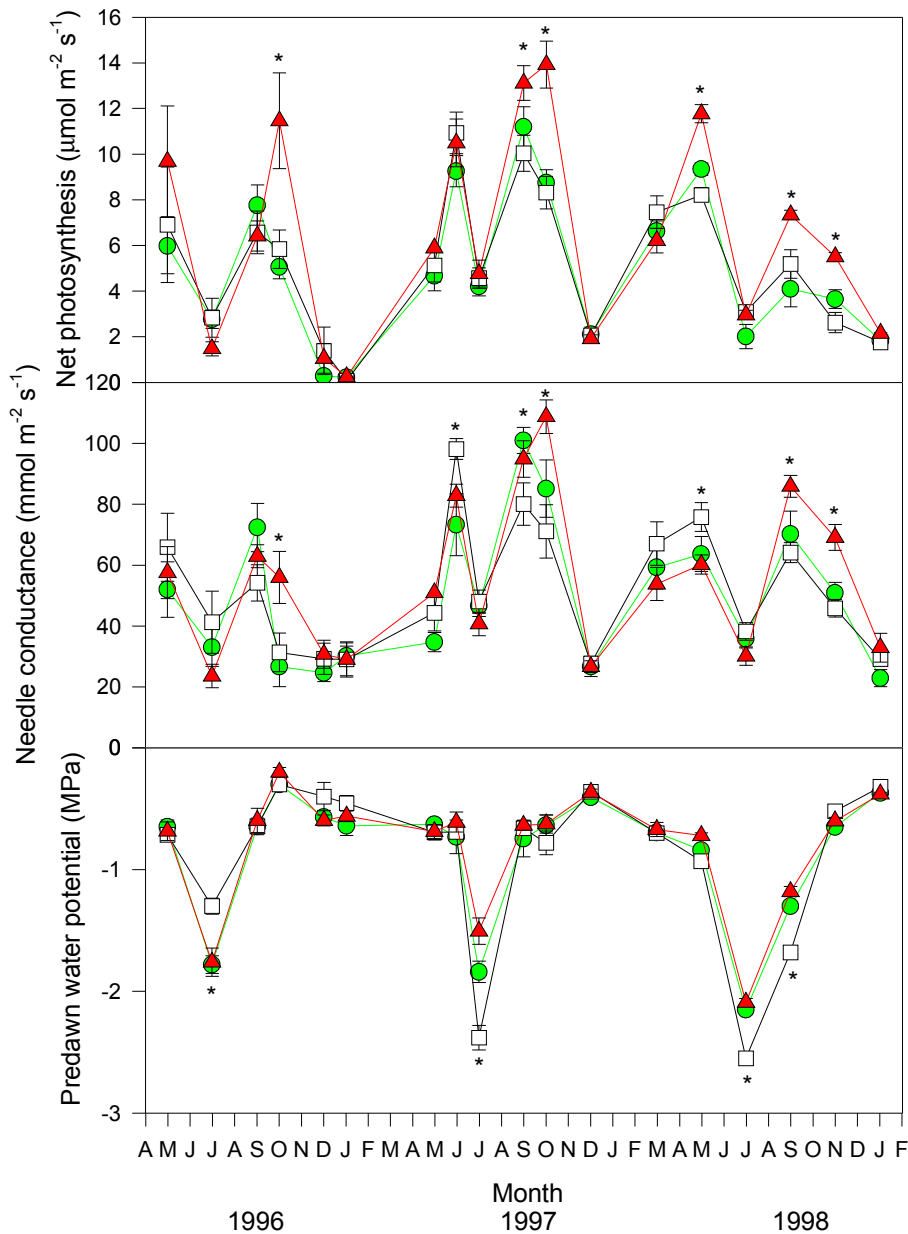 Net photosynthesis (μmol m-2 s-1)
16
14
12
10
8
6
4
2
* * * * * *
Needle conductance (mmol m-2 s-1)
120
100
80
60
40
20
0
* * * * * * *
Predawn water potential (MPa)
-1
-2
-3
* * * *
A M J J A S O N D J F M A M J J A S O N D J F M A M J J A S O N D J F
Month
1996 1997 1998